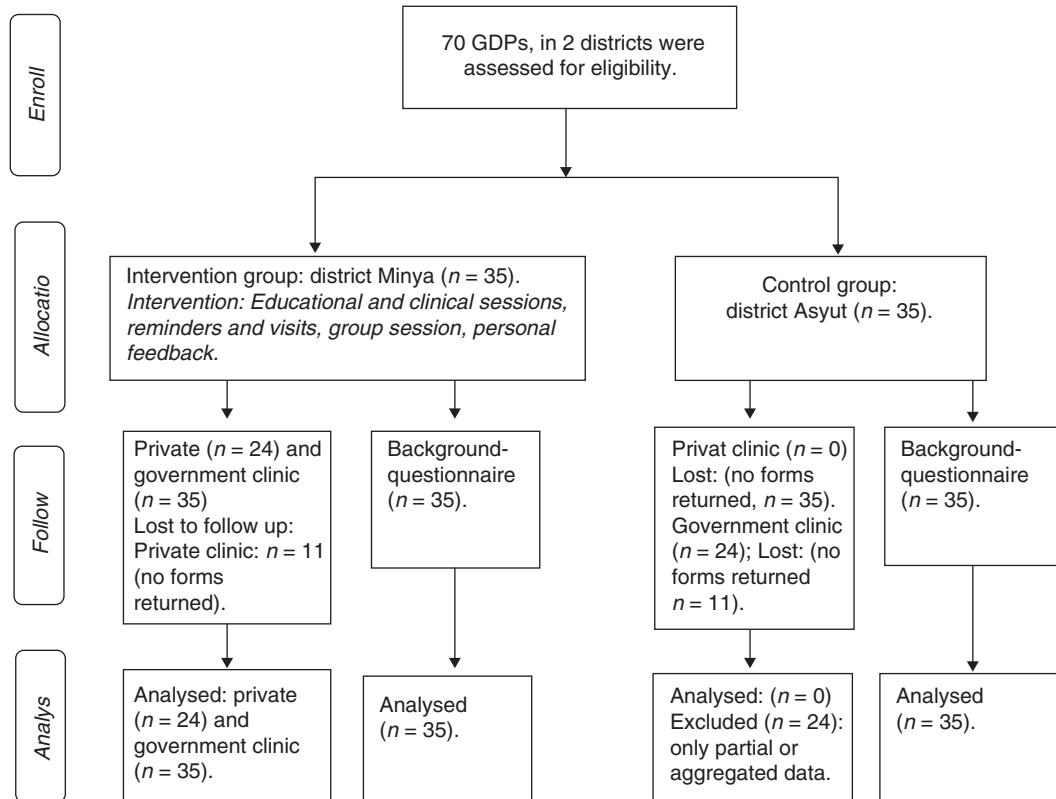 Enroll
70 GDPs, in 2 districts were
assessed for eligibility.
Allocatio
Intervention group: district Minya (n = 35).
Intervention: Educational and clinical sessions,
reminders and visits, group session, personal
feedback.
Control group:
district Asyut (n = 35).
Follow
Private (n = 24) and
government clinic
(n = 35)
Lost to follow up:
Private clinic: n = 11
(no forms
returned).
Background-
questionnaire
(n = 35).
Privat clinic (n = 0)
Lost: (no forms
returned, n = 35).
Government clinic
(n = 24); Lost: (no
forms returned
n = 11).
Background-
questionnaire
(n = 35).
Analys
Analysed: private
(n = 24) and
government clinic
(n = 35).
Analysed
(n = 35).
Analysed: (n = 0)
Excluded (n = 24):
only partial or
aggregated data.
Analysed
(n = 35).